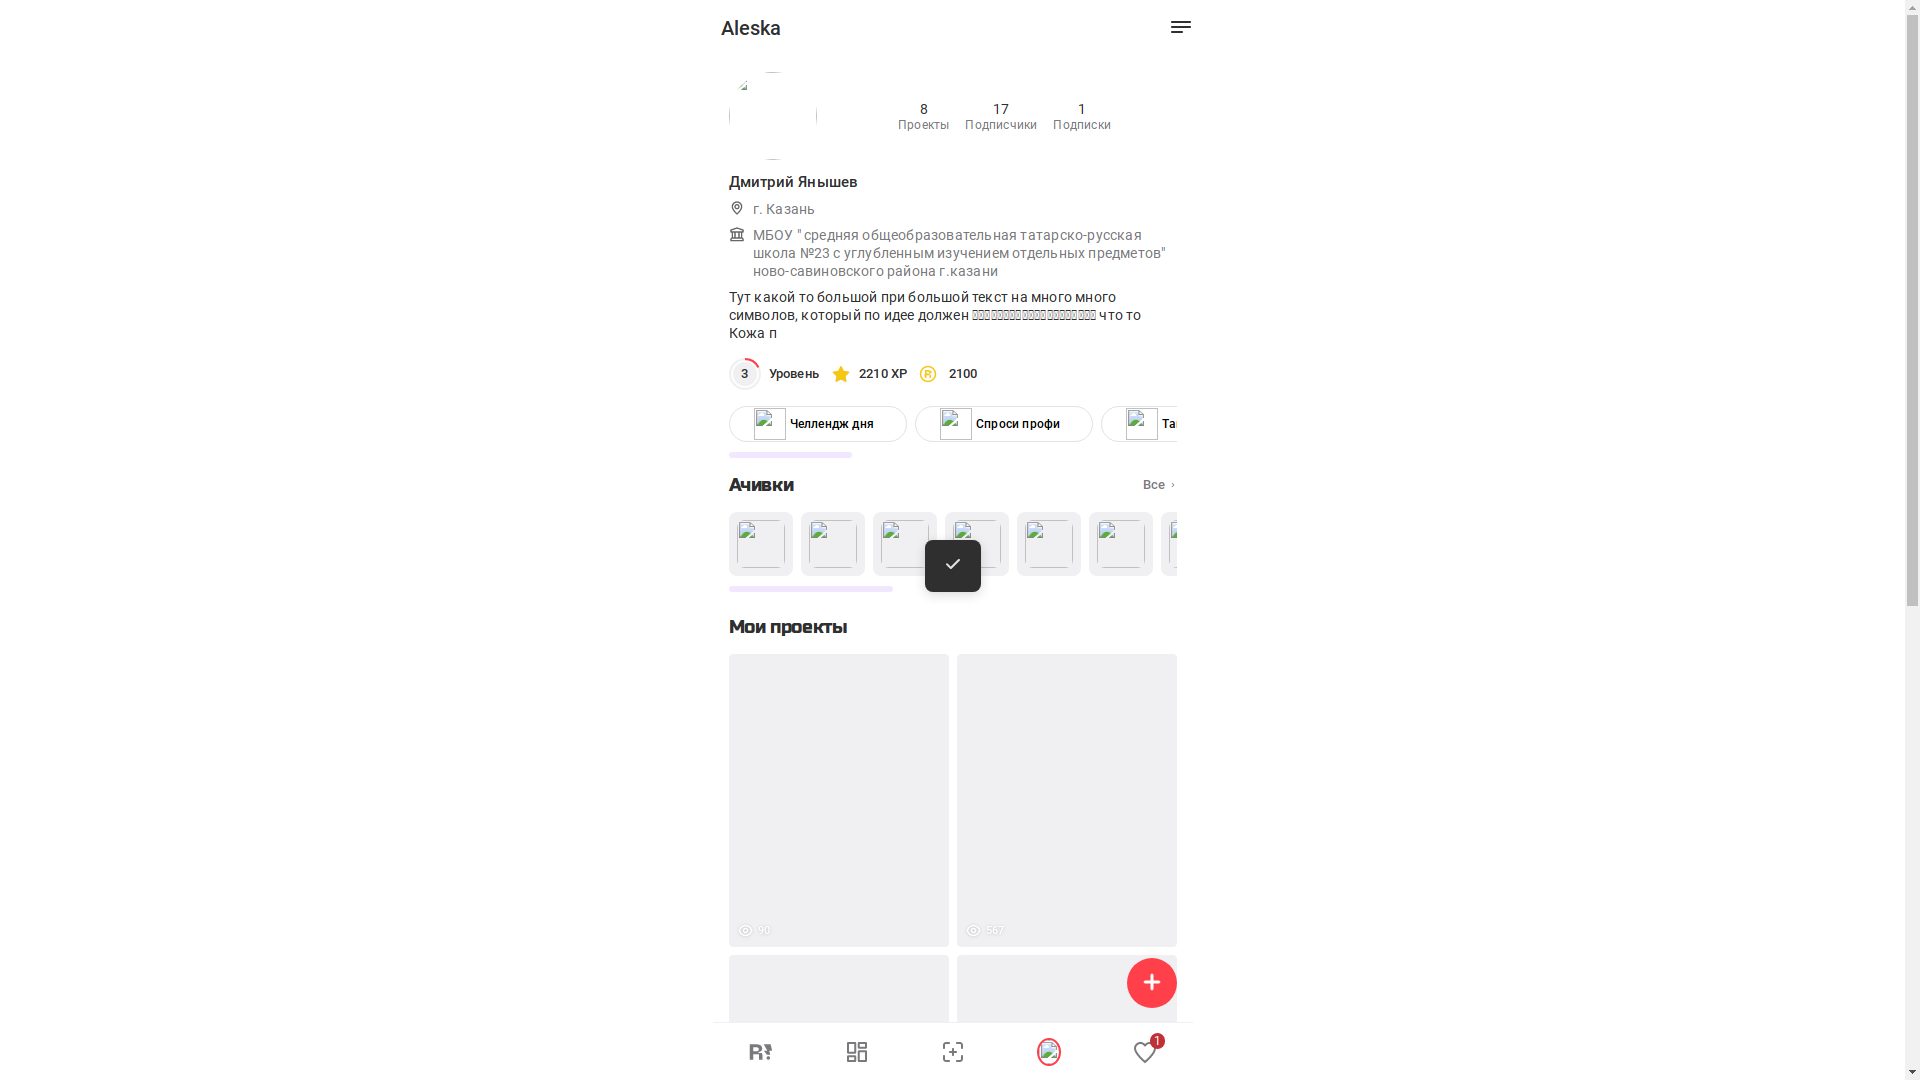 Aleska
8
Проекты
17
Подписчики
1
Подписки
Дмитрий Янышев
г. Казань
МБОУ "средняя общеобразовательная татарско-русская
школа №23 с углубленным изучением отдельных предметов"
ново-савиновского района г.казани
Тут какой то большой при большой текст на много много
символов, который по идее должен что то
Кожа п
3 Уровень 2210 XP 2100
Челлендж дня
Спроси профи
Ачивки
Все
Мои проекты
90
567
R
1